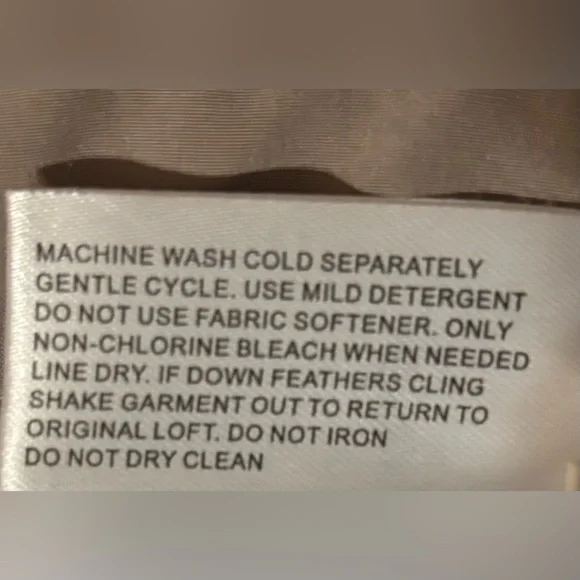 MACHINE WASH COLD SEPARATELY
GENTLE CYCLE. USE MILD DETERGENT
DO NOT USE FABRIC SOFTENER. ONLY
NON-CHLORINE BLEACH WHEN NEEDED
LINE DRY. IF DOWN FEATHERS CLING
SHAKE GARMENT OUT TO RETURN TO
ORIGINAL LOFT. DO NOT IRON
DO NOT DRY CLEAN